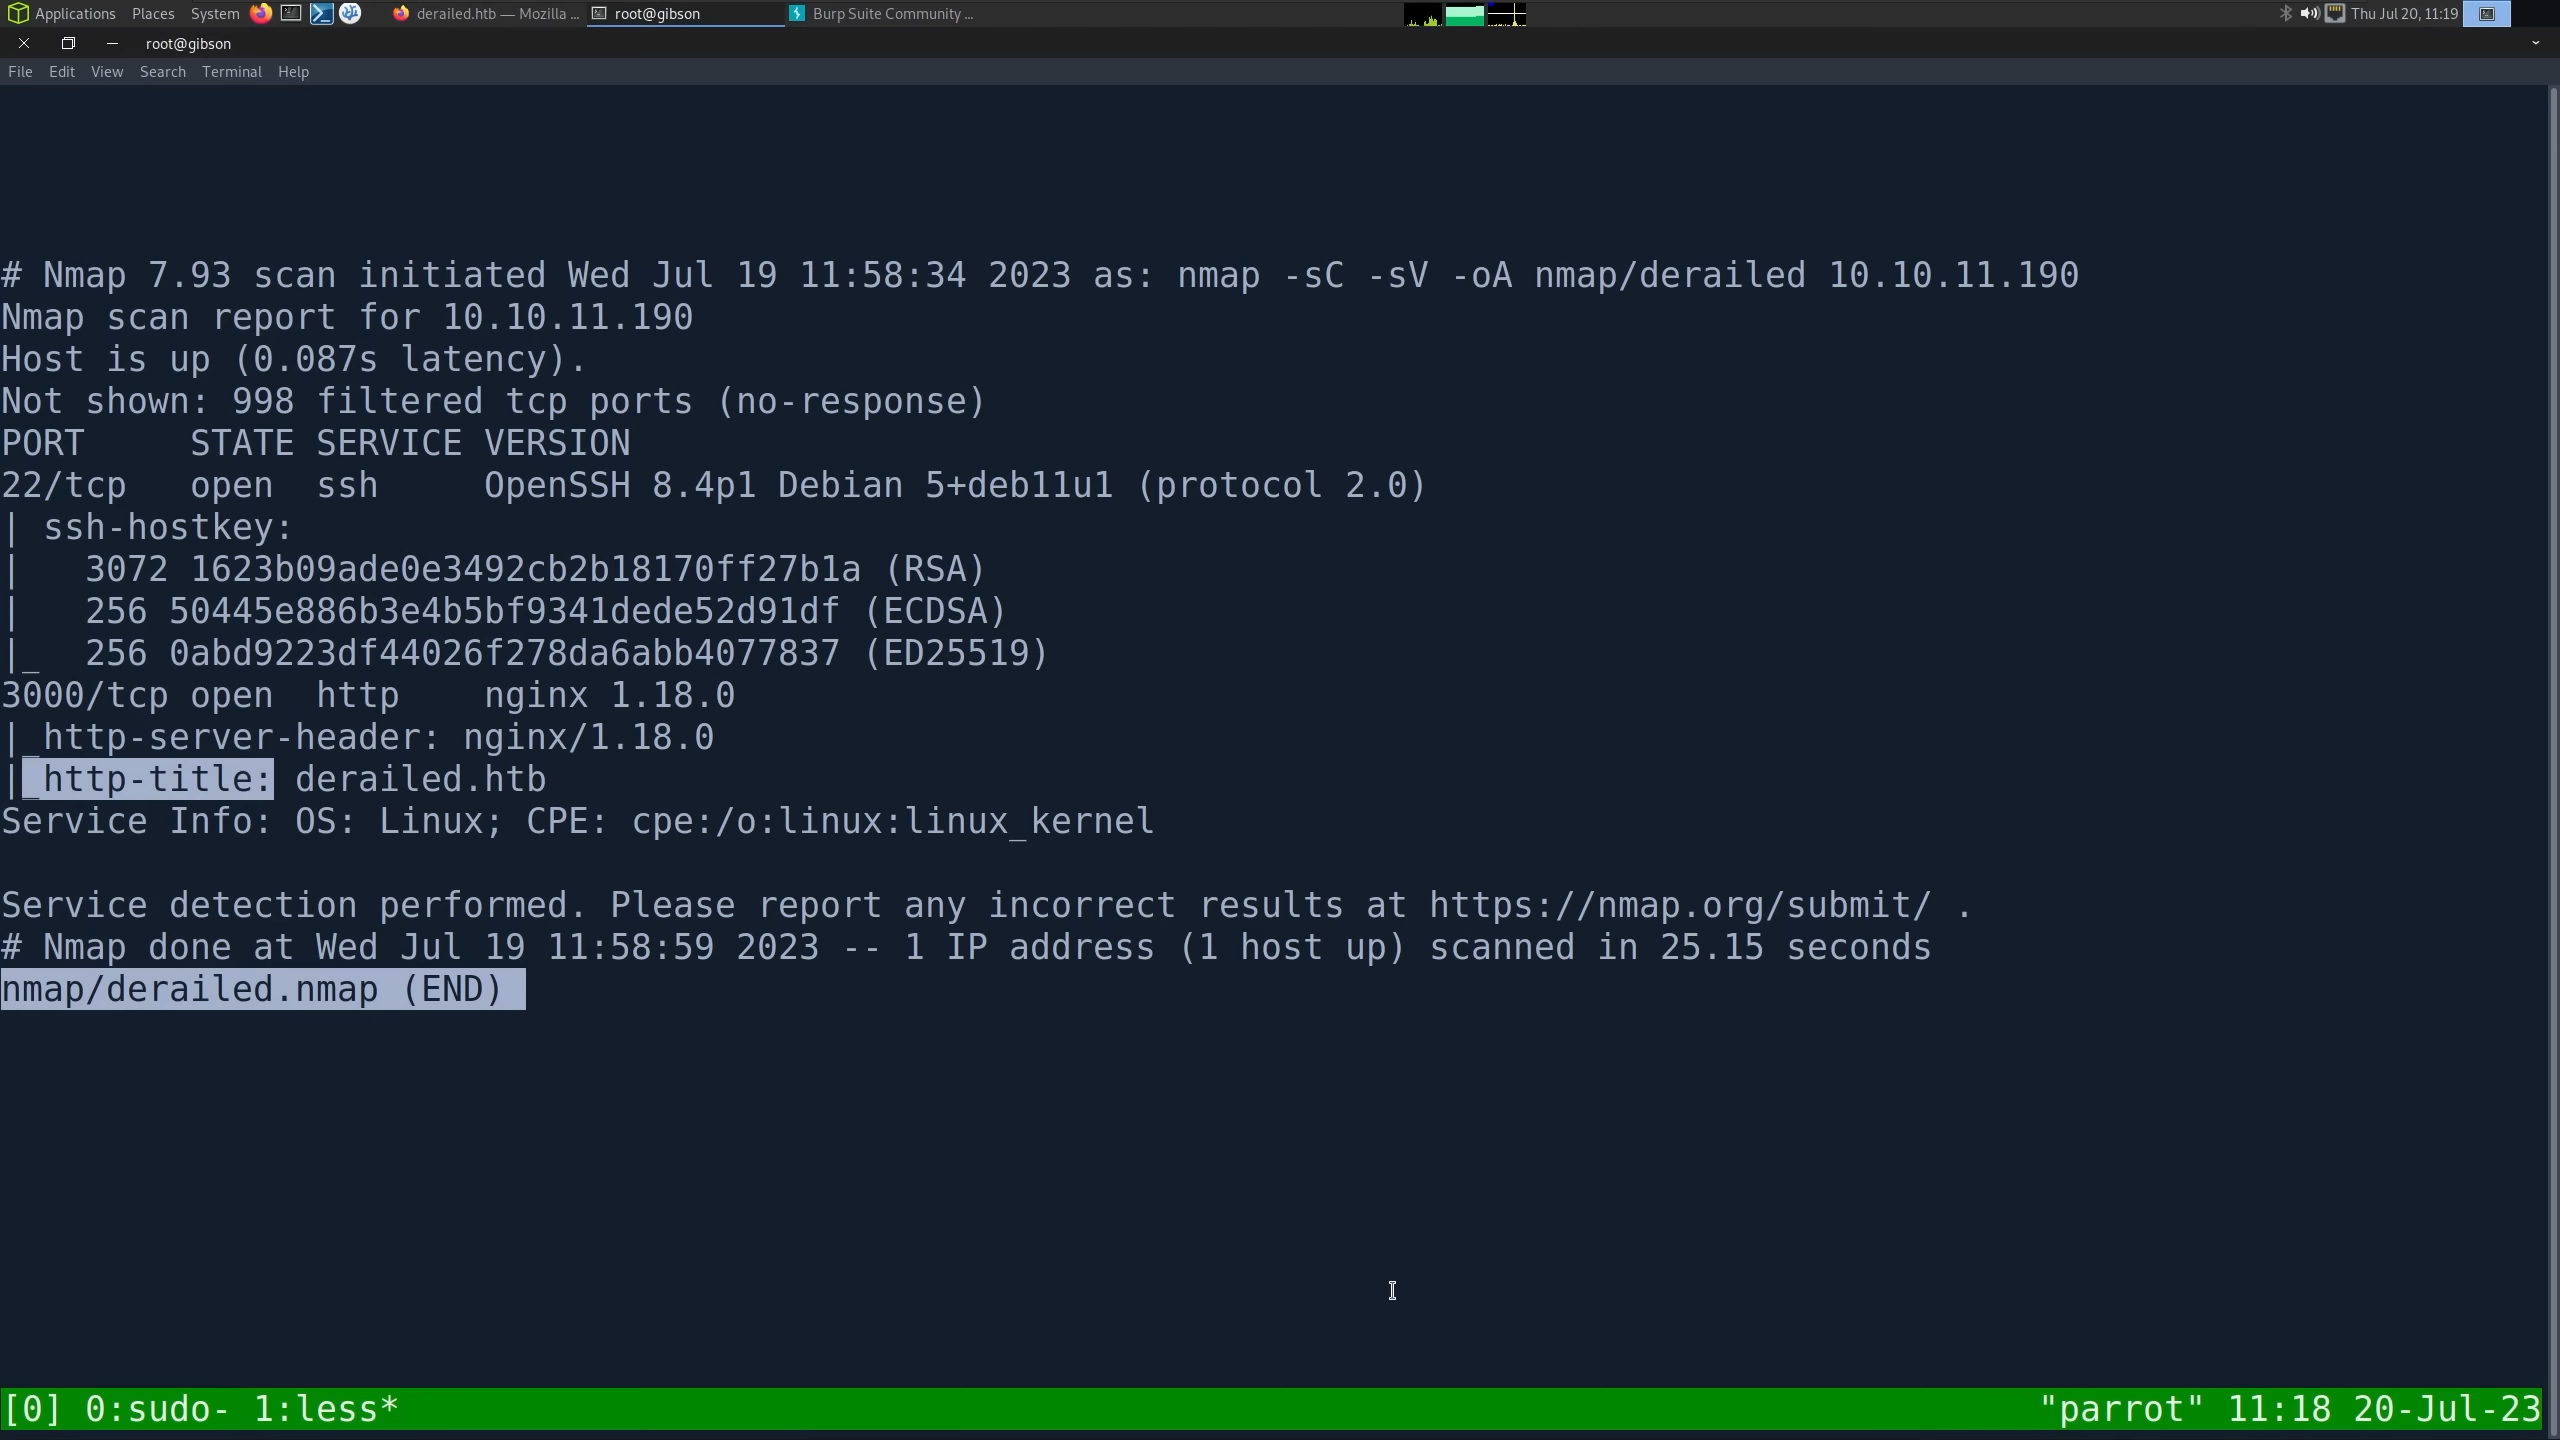 Applications Places System derailed.htb — Mozilla ... root@gibson Burp Suite Community ... Thu Jul 20, 11:19
root@gibson
File Edit View Search Terminal Help
# Nmap 7.93 scan initiated Wed Jul 19 11:58:34 2023 as: nmap -sC -sV -oA nmap/derailed 10.10.11.190
Nmap scan report for 10.10.11.190
Host is up (0.087s latency).
Not shown: 998 filtered tcp ports (no-response)
PORT     STATE SERVICE VERSION
22/tcp   open  ssh     OpenSSH 8.4p1 Debian 5+deb11u1 (protocol 2.0)
| ssh-hostkey:
|   3072 1623b09ade0e3492cb2b18170ff27b1a (RSA)
|   256 50445e886b3e4b5bf9341dede52d91df (ECDSA)
|_  256 0abd9223df44026f278da6abb4077837 (ED25519)
3000/tcp open  http    nginx 1.18.0
|_http-server-header: nginx/1.18.0
|_http-title: derailed.htb
Service Info: OS: Linux; CPE: cpe:/o:linux:linux_kernel
Service detection performed. Please report any incorrect results at https://nmap.org/submit/ .
# Nmap done at Wed Jul 19 11:58:59 2023 -- 1 IP address (1 host up) scanned in 25.15 seconds
nmap/derailed.nmap (END)
[0] 0:sudo- 1:less* "parrot" 11:18 20-Jul-23